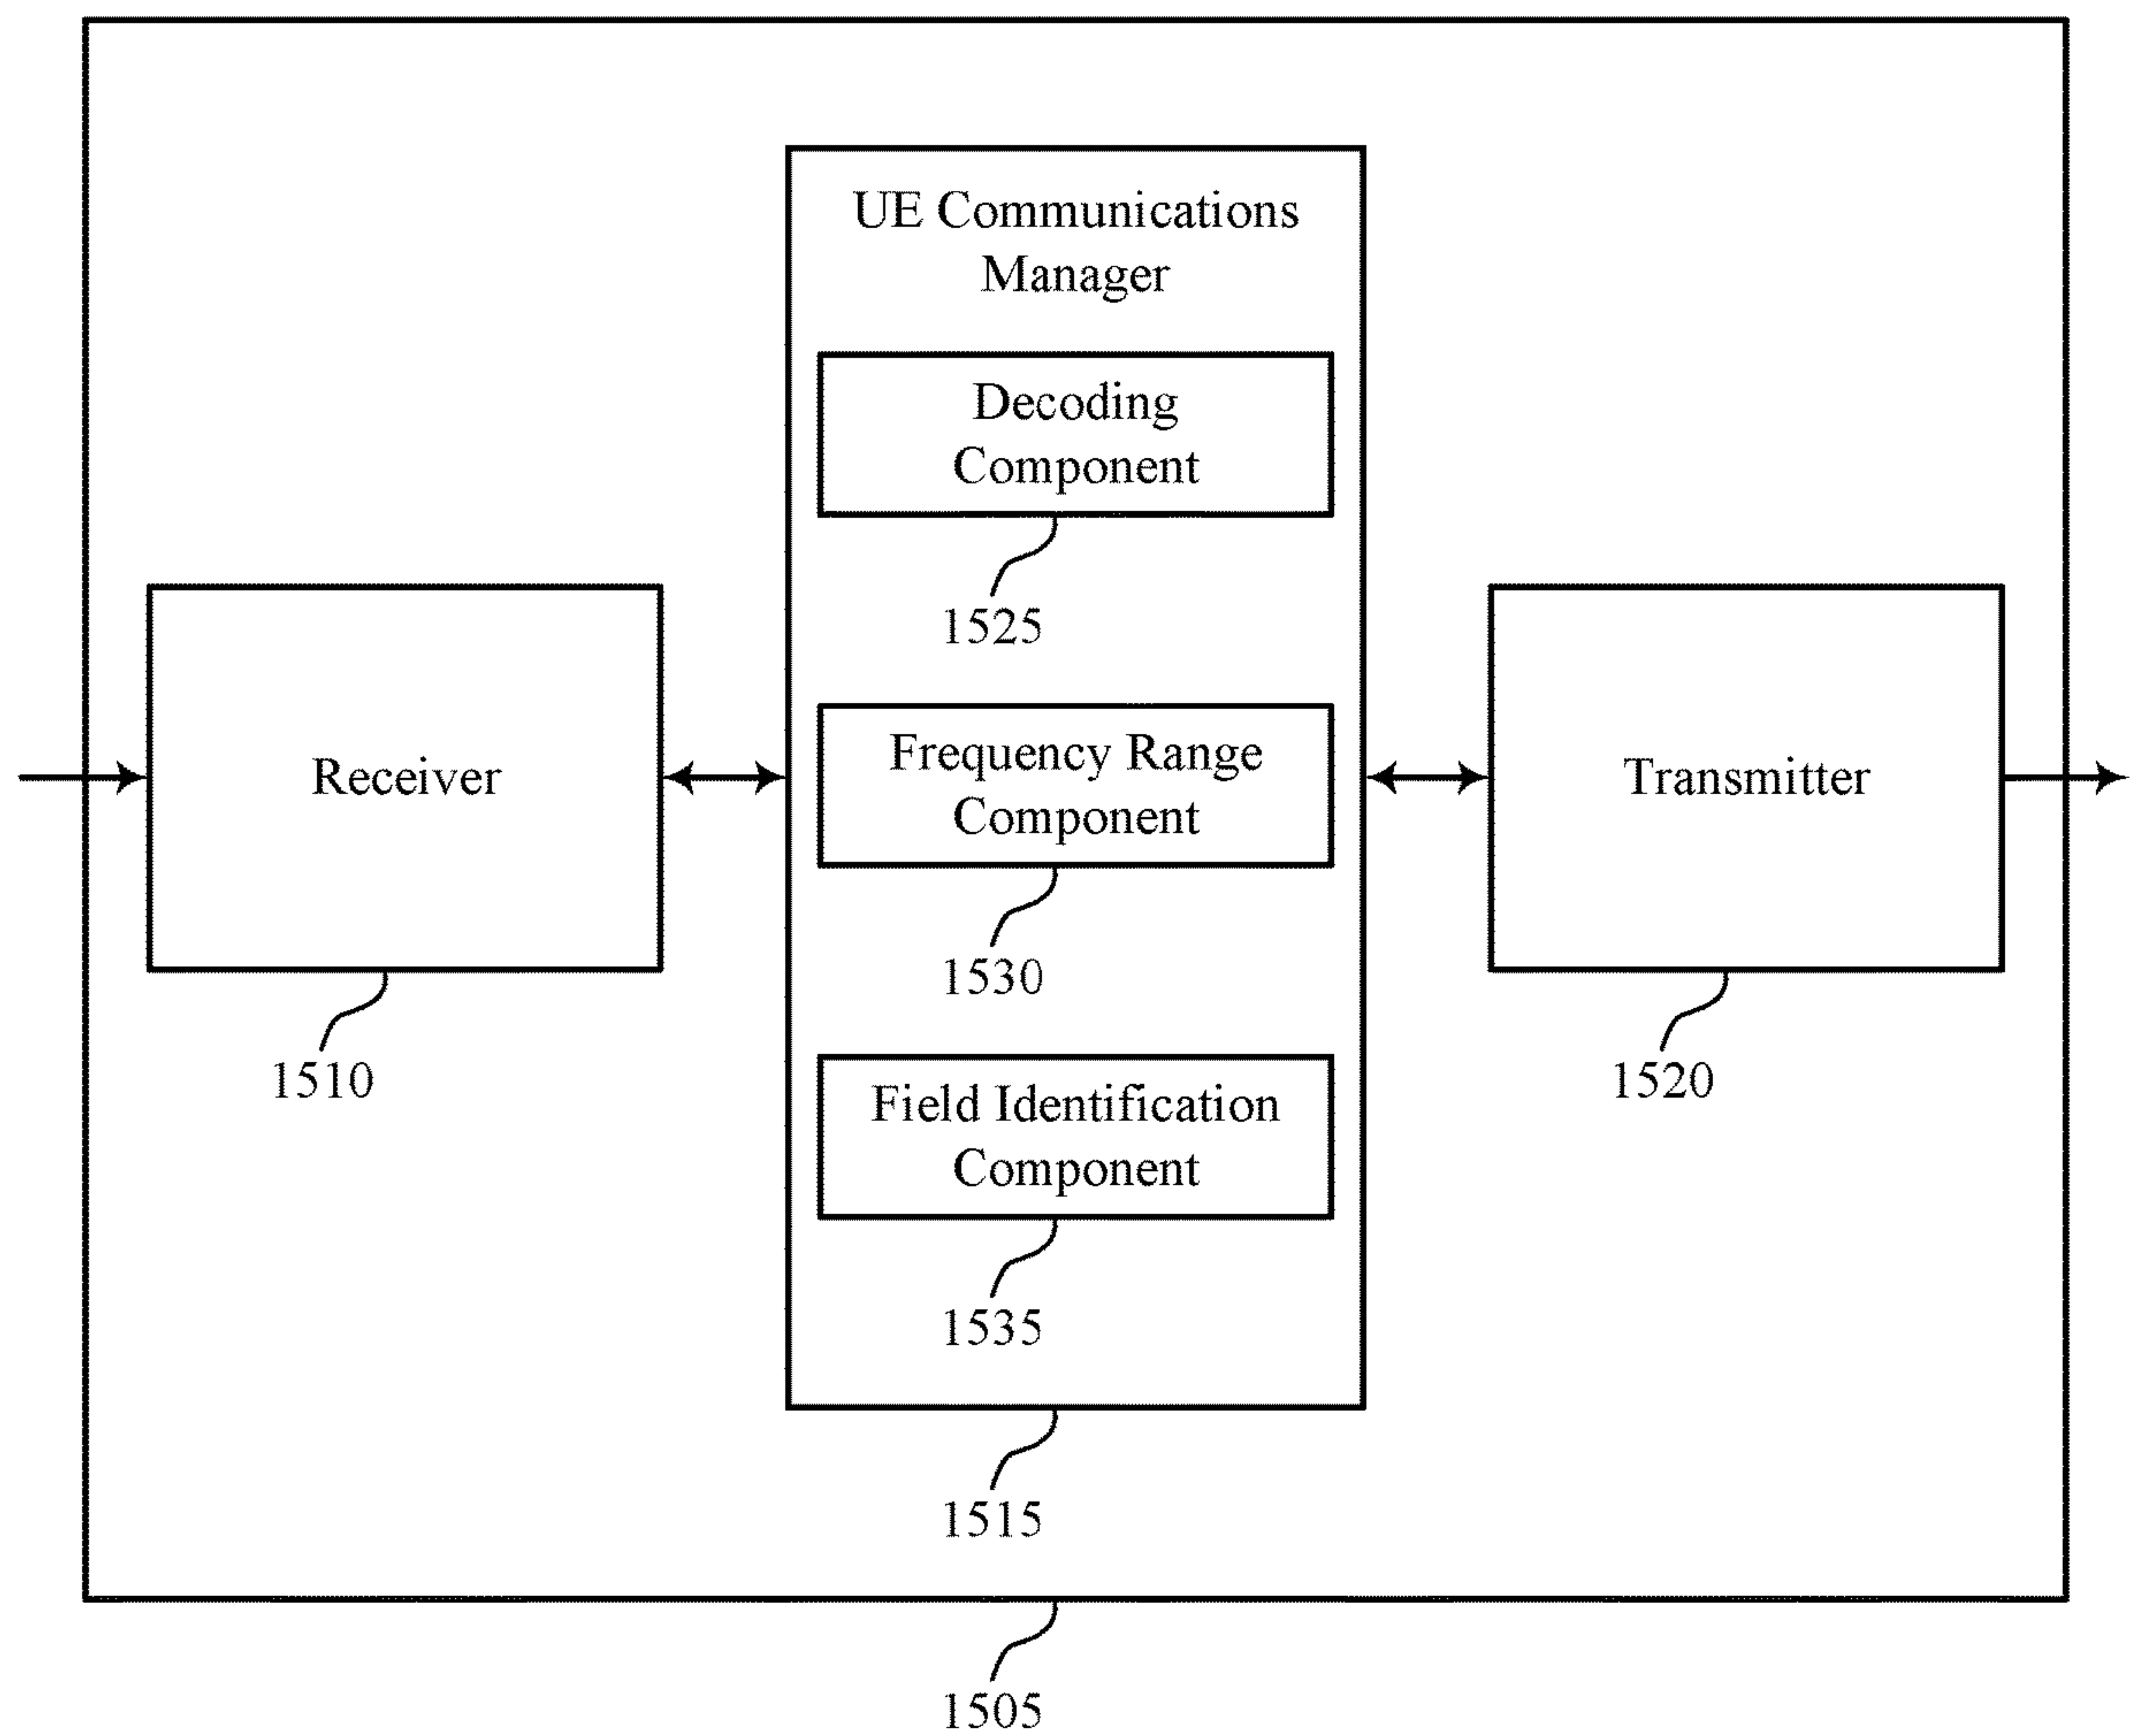 UE Communications
Manager
Decoding
Component
1525
Receiver
1510
Frequency Range
Component
1530
Transmitter
1520
Field Identification
Component
1535
1515
1505